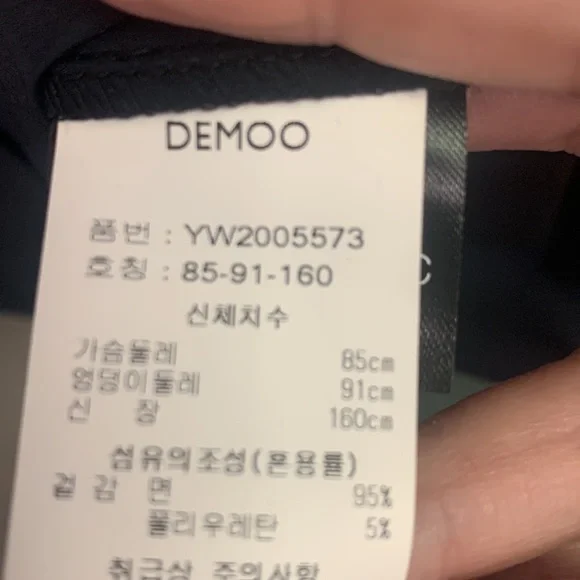 DEMOO
품번 : YW2005573
호칭 : 85-91-160
신체치수
가슴둘레 85cm
엉덩이둘레 91cm
신 장 160cm
섬유의조성(혼용률)
겉 감 면 95%
폴리우레탄 5%
취급상 주의사항
C